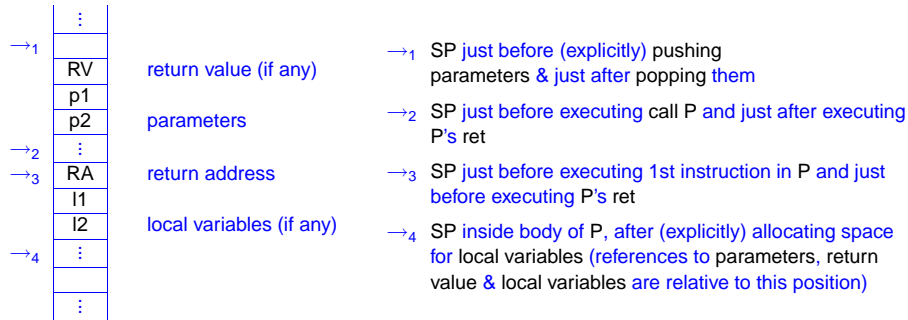 ⋮
→1
RV return value (if any)
p1
p2 parameters
→2 ⋮
→3 RA return address
l1
l2 local variables (if any)
→4 ⋮
⋮
→1 SP just before (explicitly) pushing
parameters & just after popping them
→2 SP just before executing call P and just after executing
P's ret
→3 SP just before executing 1st instruction in P and just
before executing P's ret
→4 SP inside body of P, after (explicitly) allocating space
for local variables (references to parameters, return
value & local variables are relative to this position)